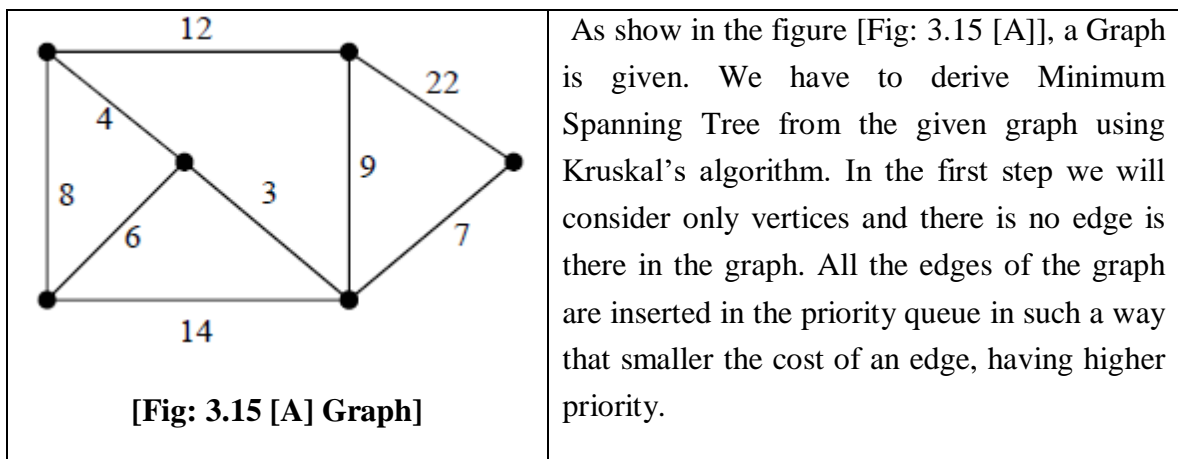 12
22
4
9
8
3
6
7
14
[Fig: 3.15 [A] Graph]
As show in the figure [Fig: 3.15 [A]], a Graph
is given. We have to derive Minimum
Spanning Tree from the given graph using
Kruskal’s algorithm. In the first step we will
consider only vertices and there is no edge is
there in the graph. All the edges of the graph
are inserted in the priority queue in such a way
that smaller the cost of an edge, having higher
priority.